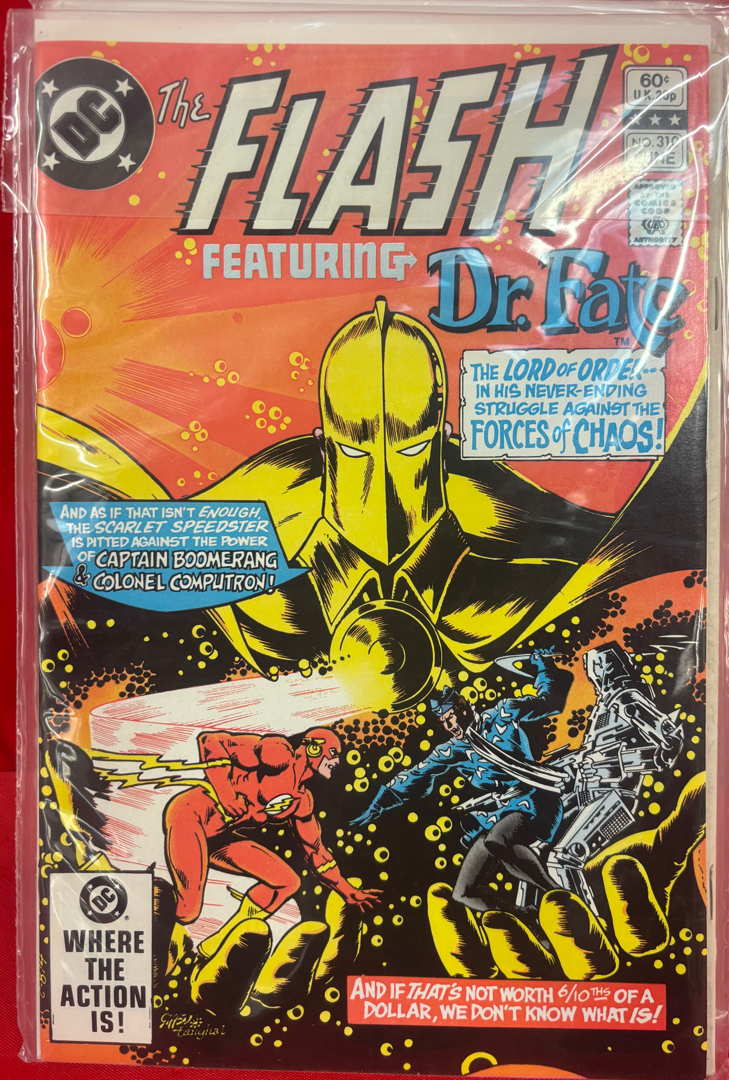 DC
The FLASH
60¢
U.K. 20p
NO. 310
JUNE
APPROVED
BY THE
COMICS
CODE
AUTHORITY
FEATURING
Dr. Fate
TM
THE LORD OF ORDER--
IN HIS NEVER-ENDING
STRUGGLE AGAINST THE
FORCES of CHAOS!
AND AS IF THAT ISN'T ENOUGH,
THE SCARLET SPEEDSTER
IS PITTED AGAINST THE POWER
OF CAPTAIN BOOMERANG
& COLONEL COMPUTRON!
DC
WHERE
THE
ACTION
IS!
AND IF THAT'S NOT WORTH 6/10THS OF A
DOLLAR, WE DON'T KNOW WHAT IS!